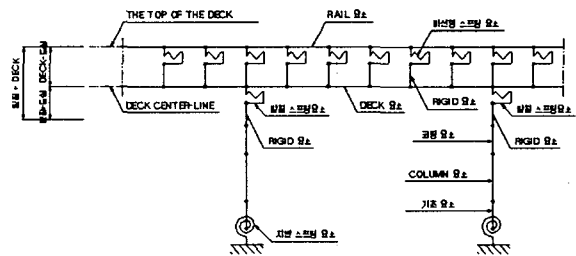 THE TOP OF THE DECK
RAIL 요소
비선형 스프링 요소
DECK CENTER-LINE
DECK 요소
RIGID 요소
받침 스프링요소
받침 스프링요소
RIGID 요소
RIGID 요소
코핑 요소
COLUMN 요소
기초 요소
지반 스프링 요소